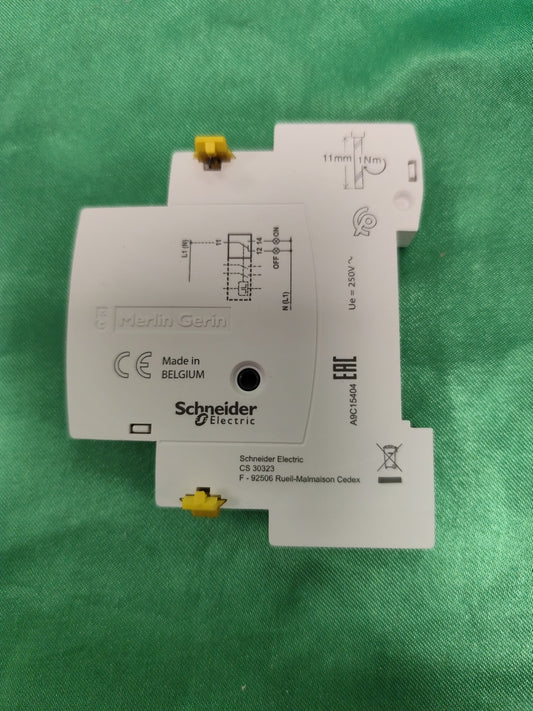 11mm
1Nm
L1 (N)
11
12 14
OFF
ON
N (L1)
Ue = 250V ~
Merlin Gerin
CE
Made in
BELGIUM
EAC
A9C15404
Schneider
Electric
Schneider Electric
CS 30323
F - 92506 Rueil-Malmaison Cedex